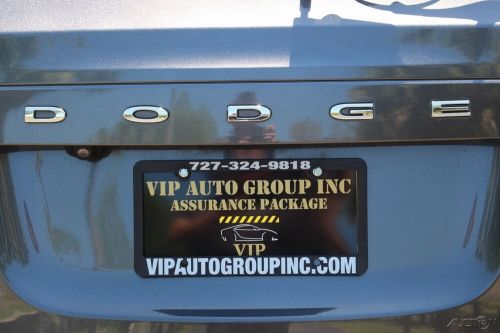 DODGE
727-324-9818
VIP AUTO GROUP INC
ASSURANCE PACKAGE
VIP
VIPAUTOGROUPINC.COM